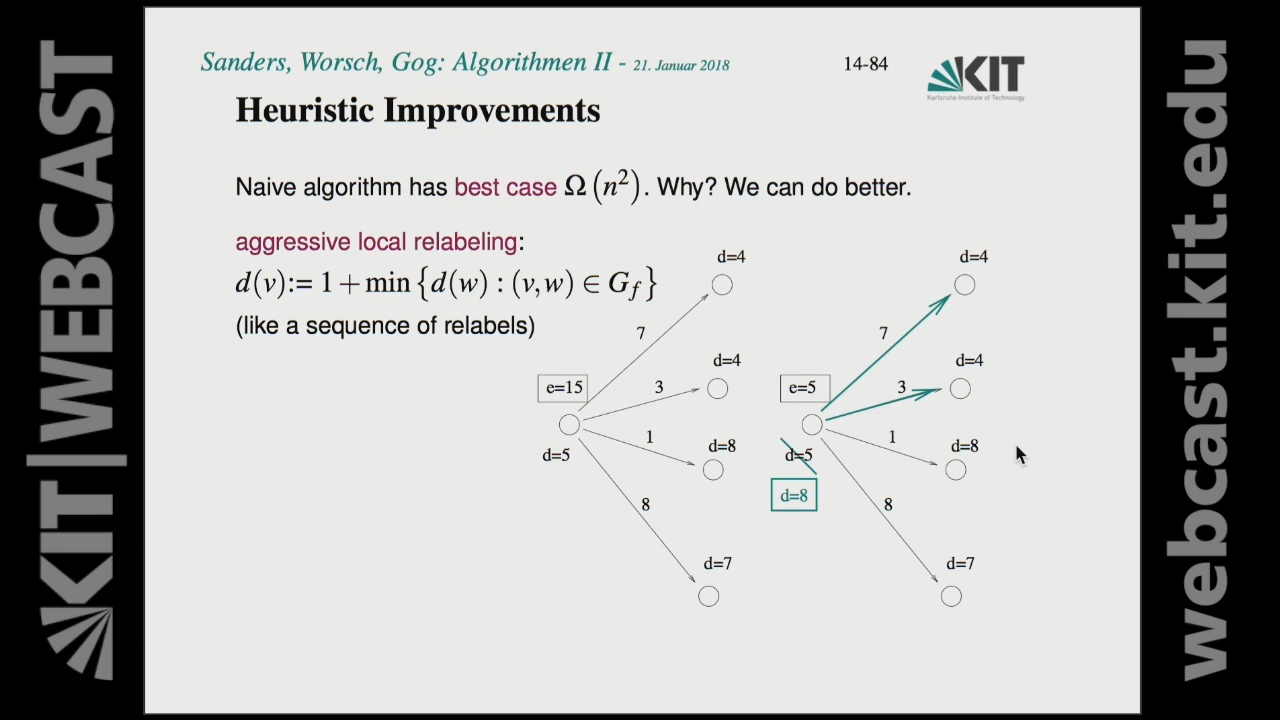 KIT | WEBCAST
Sanders, Worsch, Gog: Algorithmen II - 21. Januar 2018
14-84
KIT
Karlsruhe Institute of Technology
Heuristic Improvements
Naive algorithm has best case Ω(n²). Why? We can do better.
aggressive local relabeling:
d(v):= 1 + min {d(w) : (v,w) ∈ G_f}
(like a sequence of relabels)
d=4
7
d=4
e=15
3
d=5
1
d=8
8
d=7
d=4
7
d=4
e=5
3
d=5
1
d=8
d=8
8
d=7
webcast.kit.edu